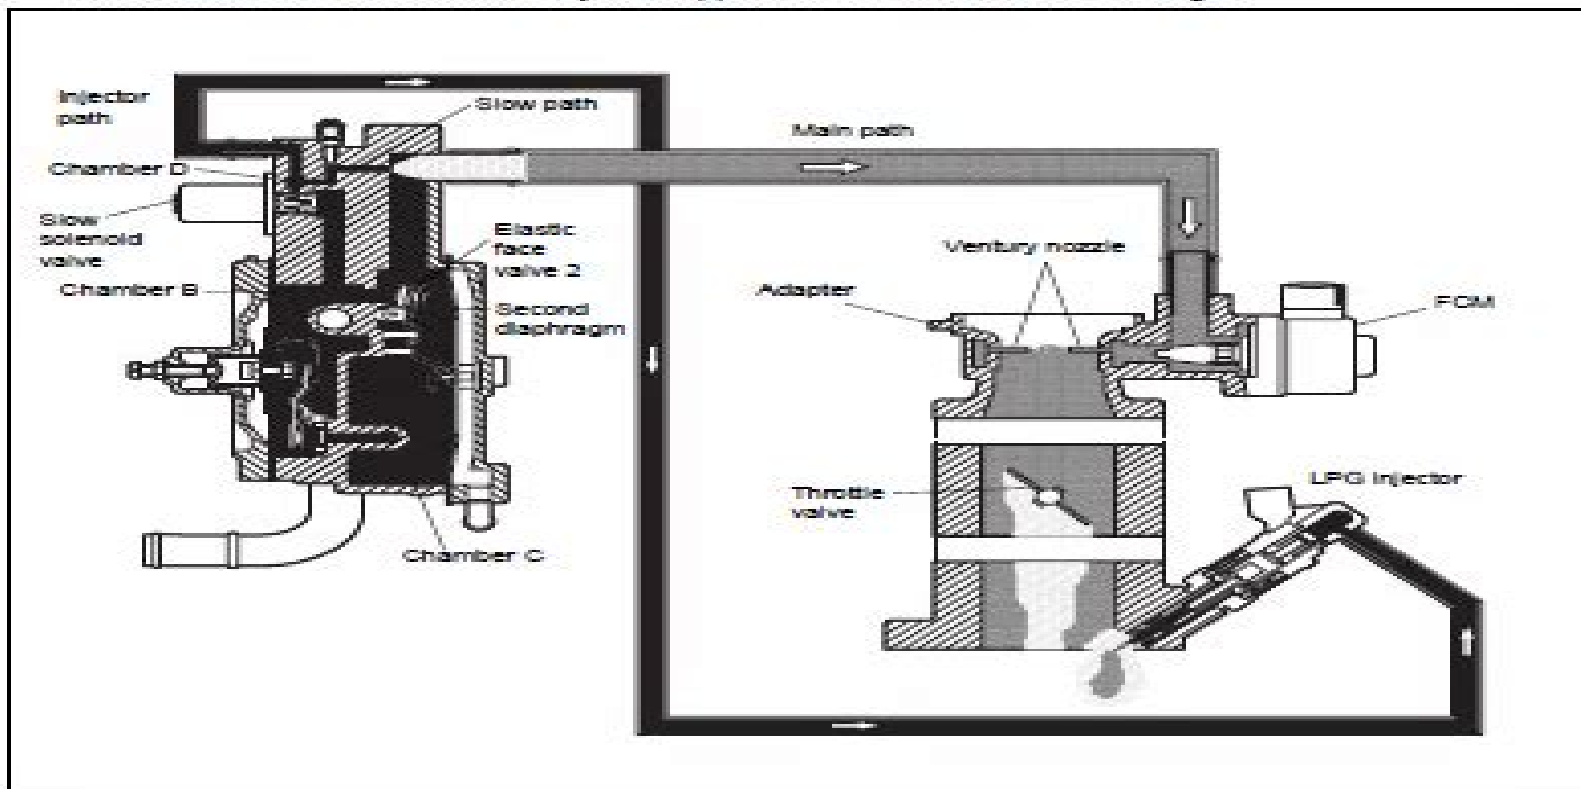 Injector
path
Slow path
Main path
Chamber D
Slow
solenoid
valve
Elastic
face
valve 2
Ventury nozzle
Chamber B
Second
diaphragm
Adapter
FCM
Throttle
valve
LPG injector
Chamber C